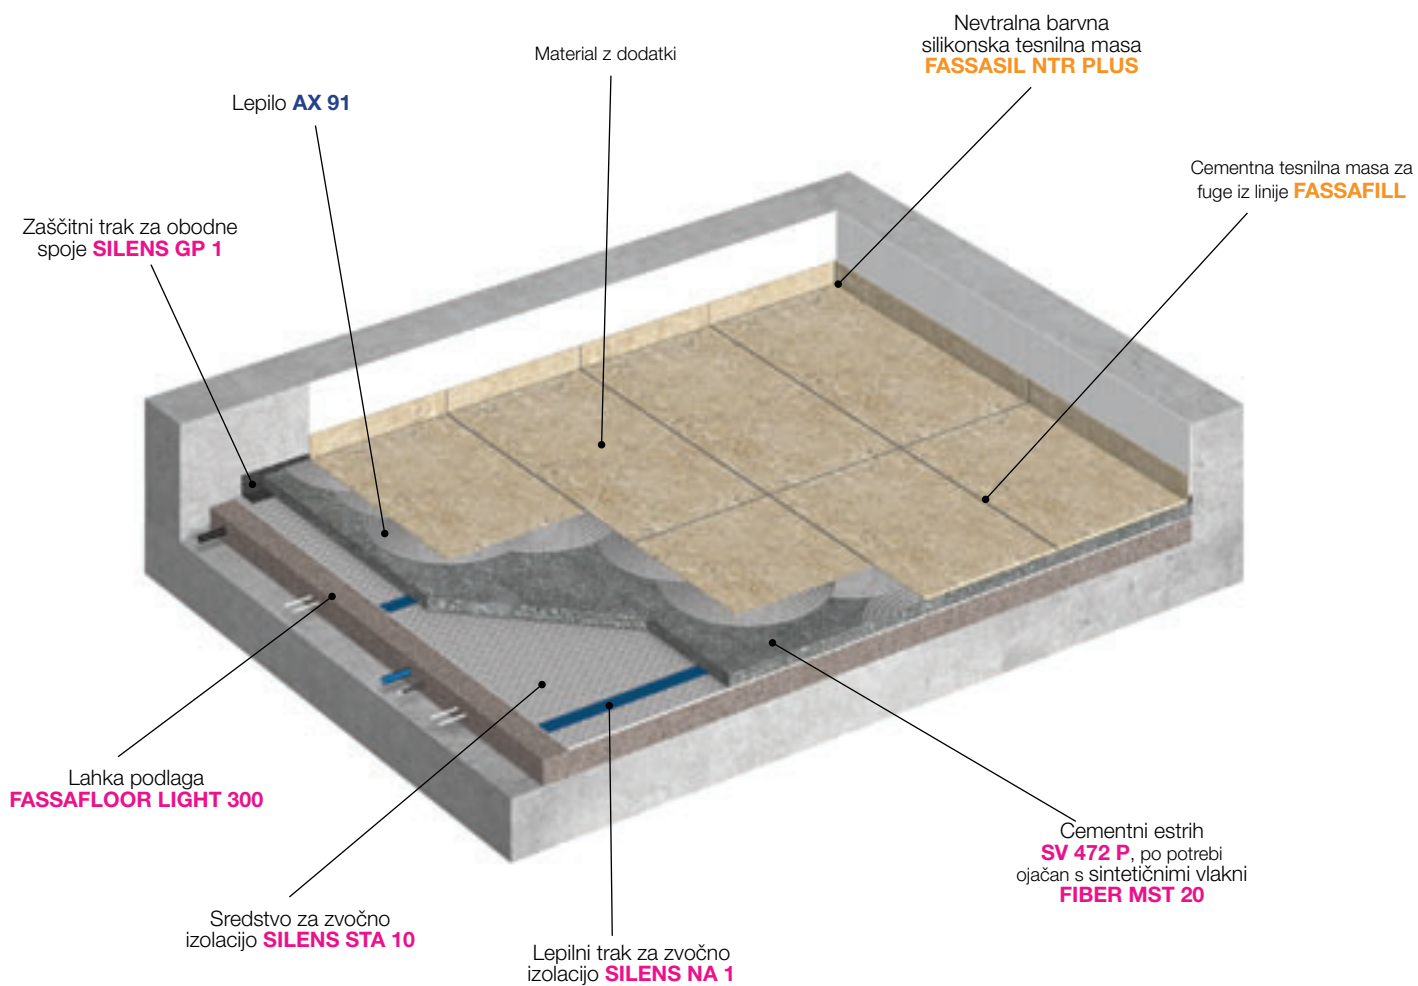 Nevtralna barvna
silikonska tesnilna masa
FASSASIL NTR PLUS
Material z dodatki
Lepilo AX 91
Cementna tesnilna masa za
fuge iz linije FASSAFILL
Zaščitni trak za obodne
spoje SILENS GP 1
Lahka podlaga
FASSAFLOOR LIGHT 300
Cementni estrih
SV 472 P, po potrebi
ojačan s sintetičnimi vlakni
FIBER MST 20
Sredstvo za zvočno
izolacijo SILENS STA 10
Lepilni trak za zvočno
izolacijo SILENS NA 1